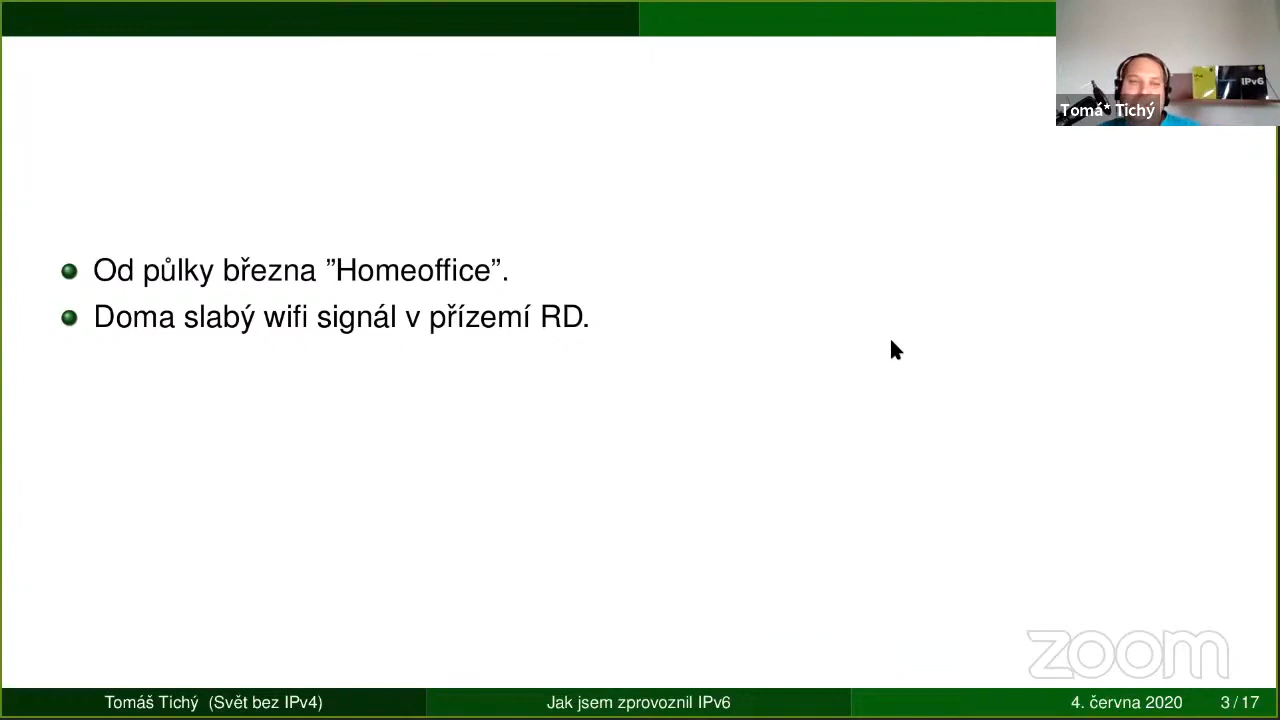 IPv6
Tomá* Tichý
Od půlky března ”Homeoffice”.
Doma slabý wifi signál v přízemí RD.
zoom
Tomáš Tichý (Svět bez IPv4)
Jak jsem zprovoznil IPv6
4. června 2020
3 / 17